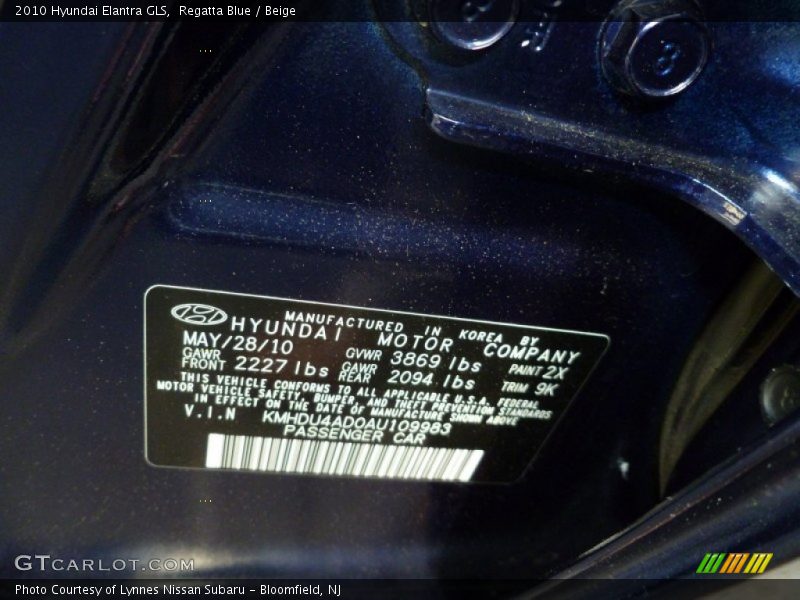 2010 Hyundai Elantra GLS,  Regatta Blue / Beige
MANUFACTURED IN KOREA BY
HYUNDAI MOTOR COMPANY
MAY/28/10 GVWR 3869 lbs PAINT 2X
GAWR FRONT 2227 lbs GAWR REAR 2094 lbs TRIM 9K
THIS VEHICLE CONFORMS TO ALL APPLICABLE U.S.A. FEDERAL
MOTOR VEHICLE SAFETY, BUMPER, AND THEFT PREVENTION STANDARDS
IN EFFECT ON THE DATE OF MANUFACTURE SHOWN ABOVE
V.I.N KMHDU4AD0AU109983
PASSENGER CAR
GTCARLOT.COM
Photo Courtesy of Lynnes Nissan Subaru - Bloomfield, NJ